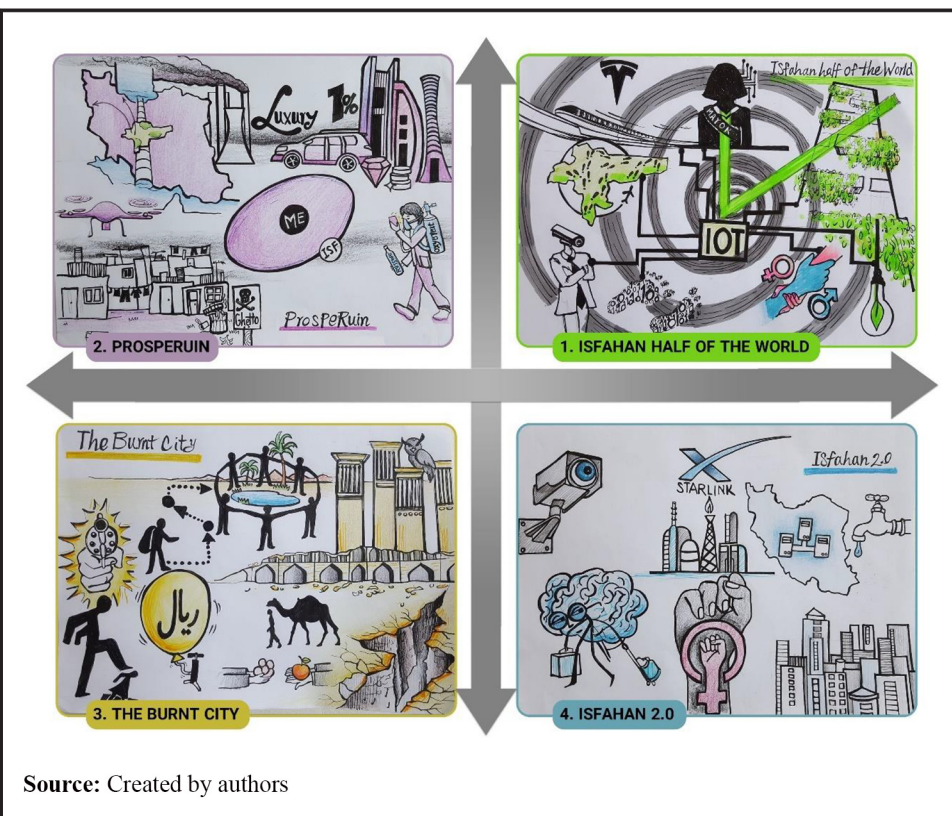 Luxury 1%
ME
ISF
OXYGEN
Ghetto
ProspeRuin
2. PROSPERUIN
Isfahan half of the World
MAYOR
IOT
1. ISFAHAN HALF OF THE WORLD
The Burnt City
ریال
3. THE BURNT CITY
Isfahan 2.0
STARLINK
4. ISFAHAN 2.0
Source: Created by authors